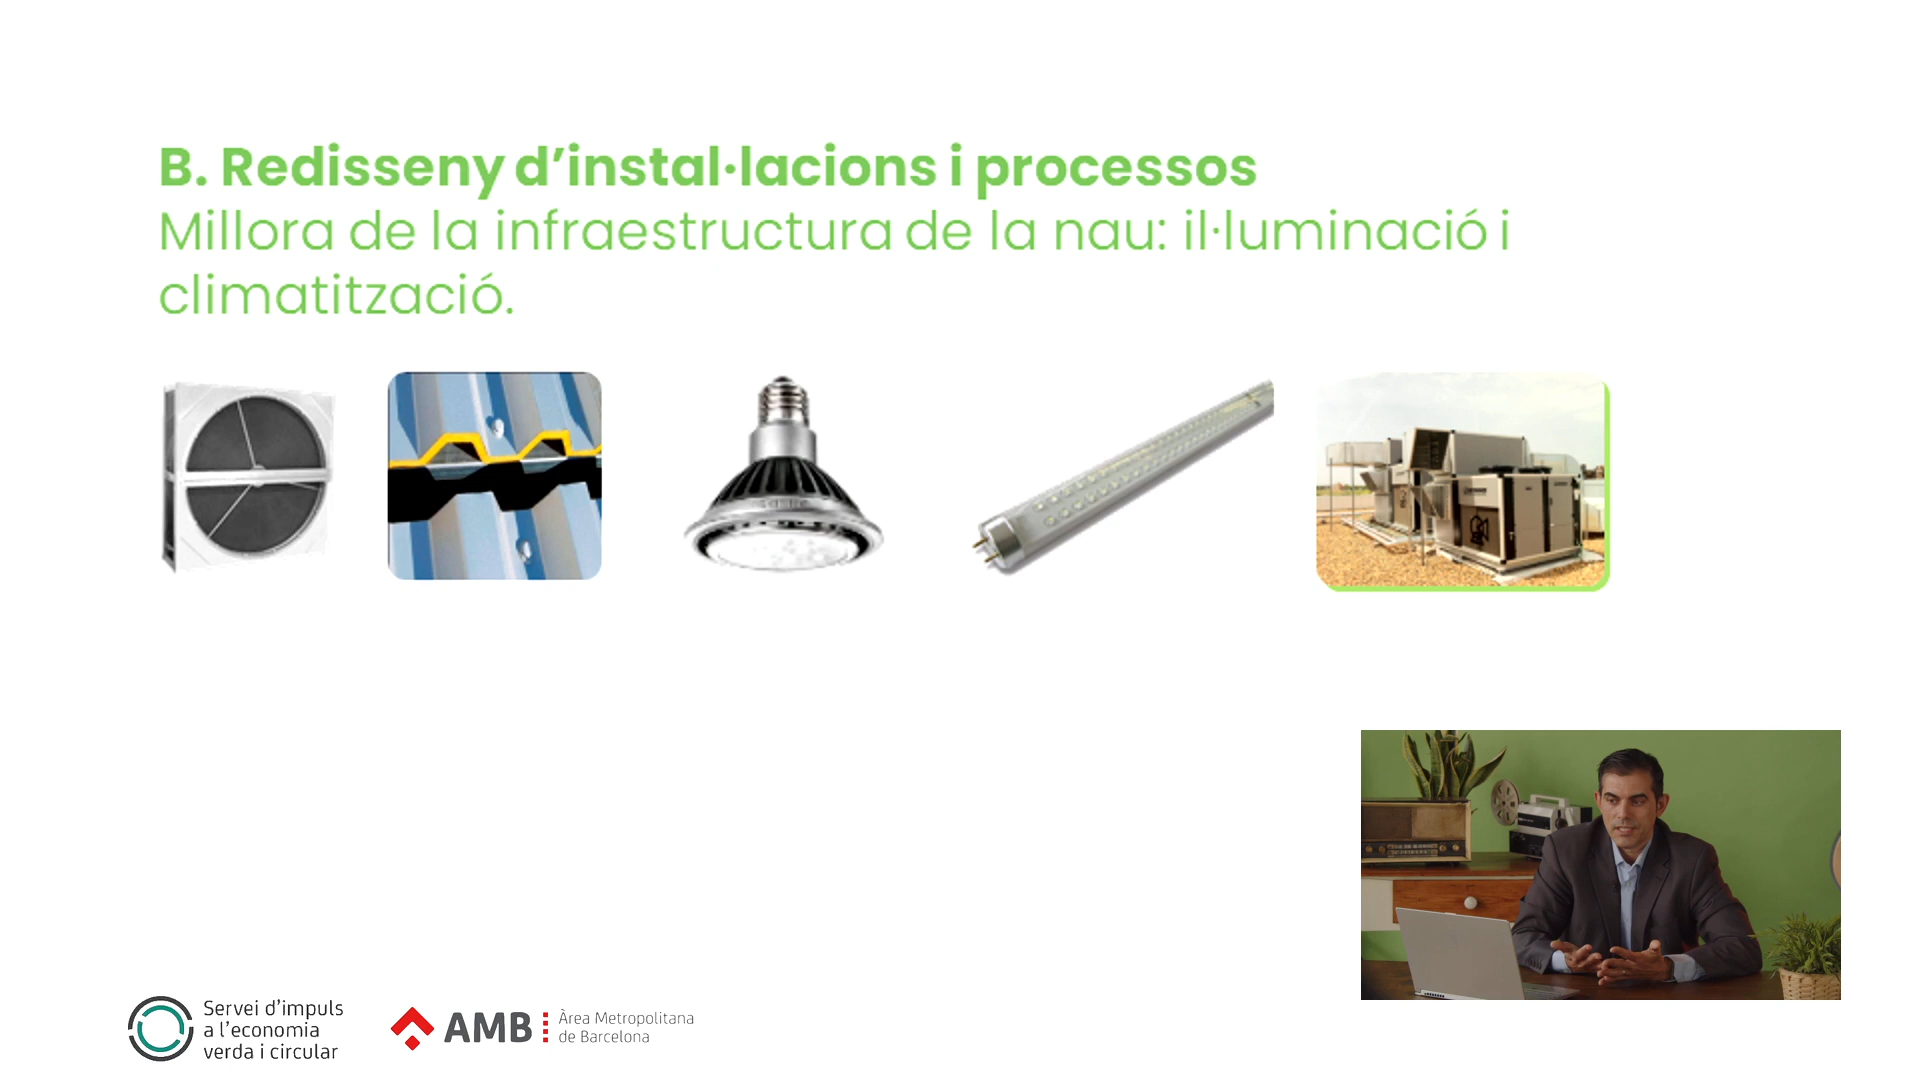 B. Redisseny d’instal·lacions i processos
Millora de la infraestructura de la nau: il·luminació i
climatització.
Servei d’impuls
a l’economia
verda i circular
AMB
Àrea Metropolitana
de Barcelona